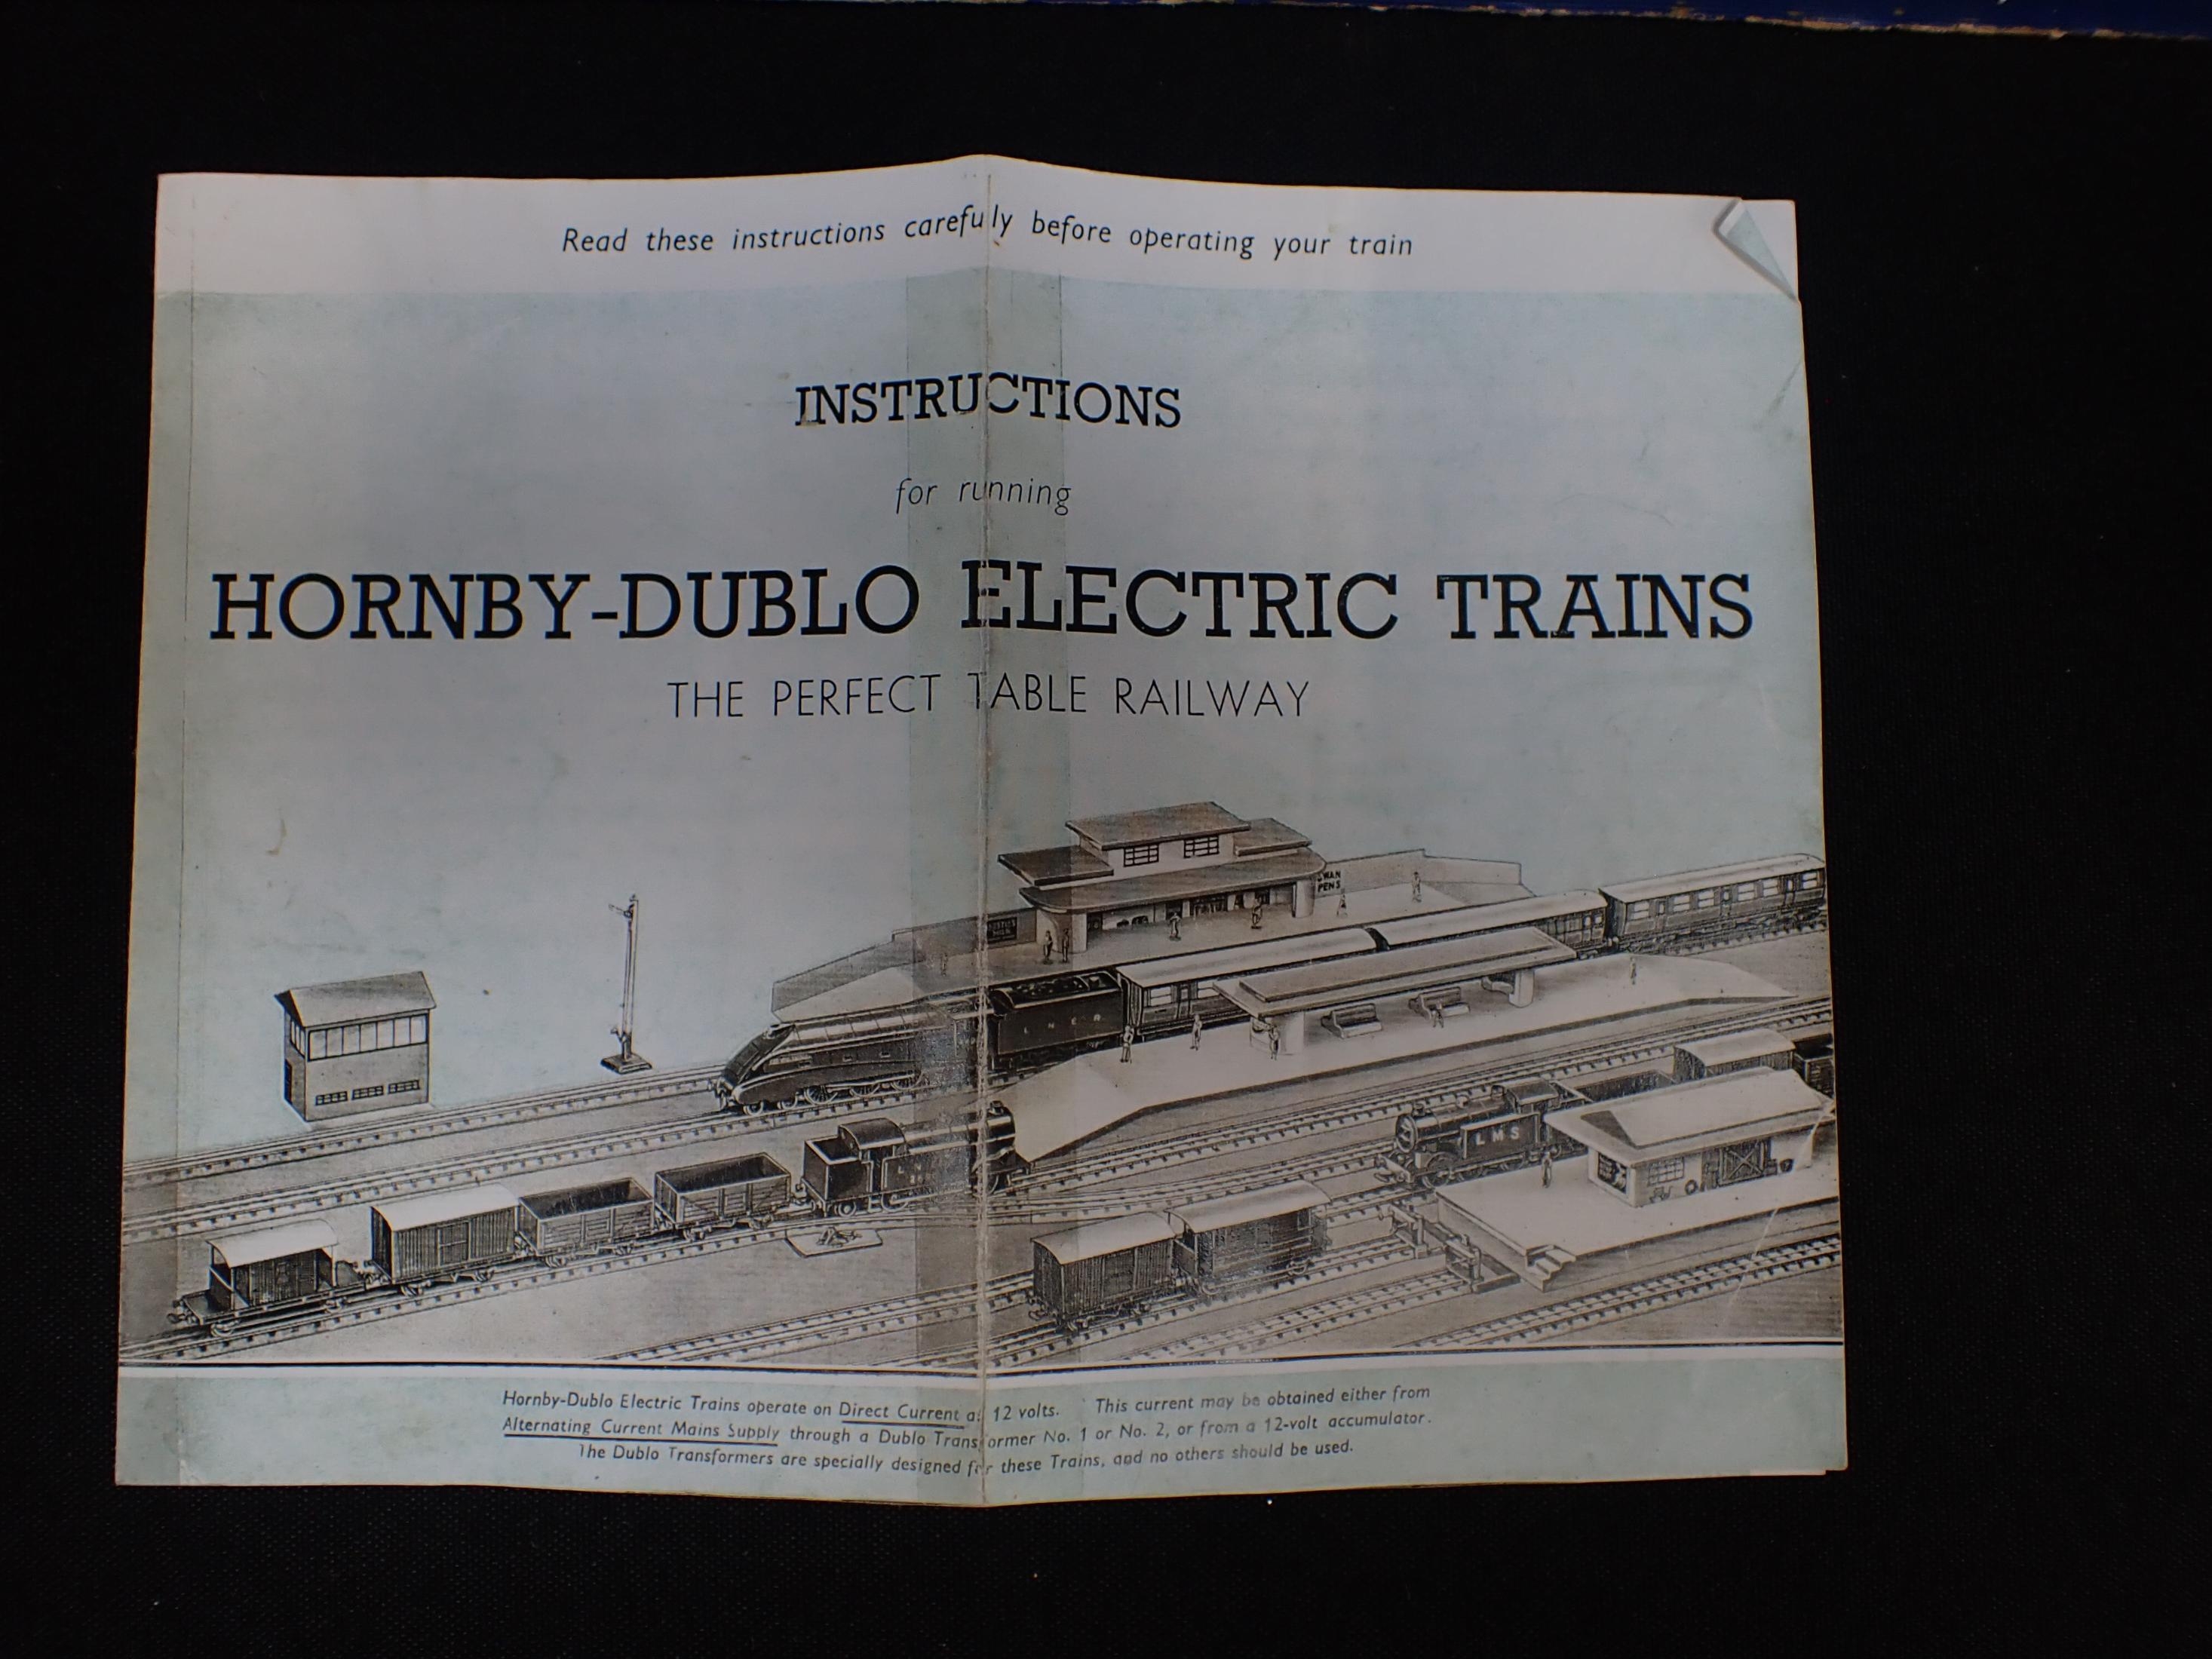 Read these instructions carefully before operating your train
INSTRUCTIONS
for running
HORNBY-DUBLO ELECTRIC TRAINS
THE PERFECT TABLE RAILWAY
SWAN
PENS
L N E R
L M S
Hornby-Dublo Electric Trains operate on Direct Current at 12 volts. This current may be obtained either from
Alternating Current Mains Supply through a Dublo Transformer No. 1 or No. 2, or from a 12-volt accumulator.
The Dublo Transformers are specially designed for these Trains, and no others should be used.